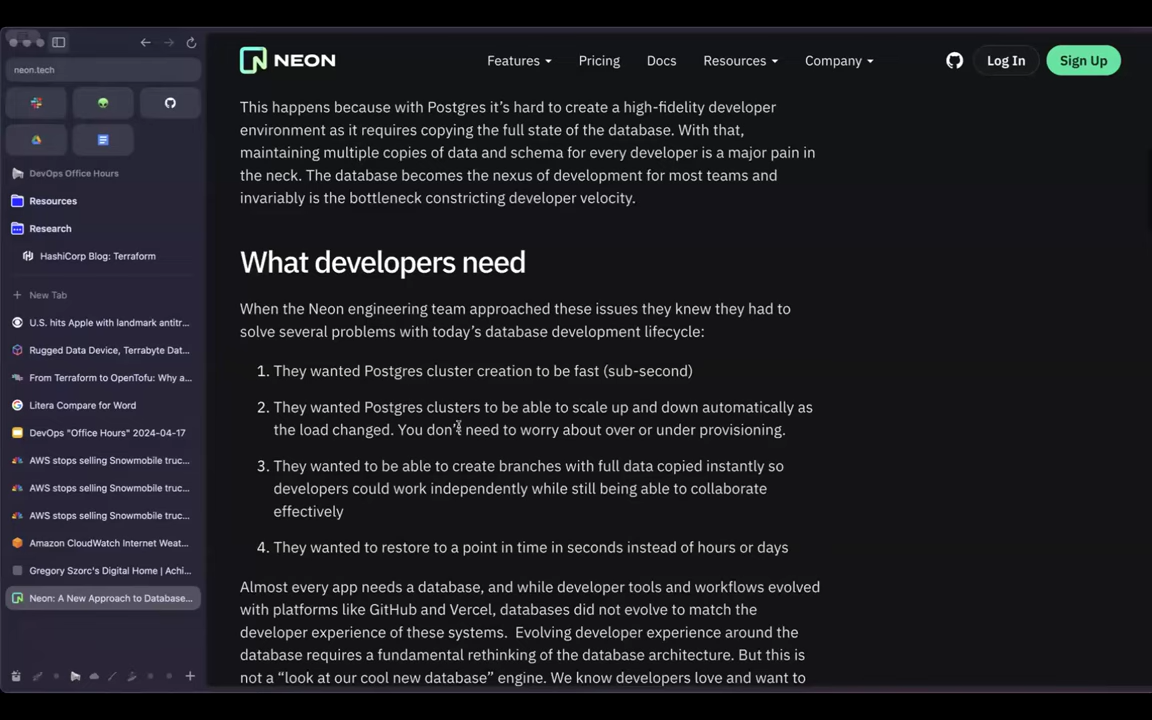 neon.tech
DevOps Office Hours
Resources
Research
HashiCorp Blog: Terraform
New Tab
U.S. hits Apple with landmark antitr...
Rugged Data Device, Terrabyte Dat...
From Terraform to OpenTofu: Why a...
Litera Compare for Word
DevOps "Office Hours" 2024-04-17
AWS stops selling Snowmobile truc...
AWS stops selling Snowmobile truc...
AWS stops selling Snowmobile truc...
Amazon CloudWatch Internet Weat...
Gregory Szorc's Digital Home | Achi...
Neon: A New Approach to Database...
NEON
Features
Pricing
Docs
Resources
Company
Log In
Sign Up
This happens because with Postgres it's hard to create a high-fidelity developer
environment as it requires copying the full state of the database. With that,
maintaining multiple copies of data and schema for every developer is a major pain in
the neck. The database becomes the nexus of development for most teams and
invariably is the bottleneck constricting developer velocity.
What developers need
When the Neon engineering team approached these issues they knew they had to
solve several problems with today's database development lifecycle:
1. They wanted Postgres cluster creation to be fast (sub-second)
2. They wanted Postgres clusters to be able to scale up and down automatically as
the load changed. You don't need to worry about over or under provisioning.
3. They wanted to be able to create branches with full data copied instantly so
developers could work independently while still being able to collaborate
effectively
4. They wanted to restore to a point in time in seconds instead of hours or days
Almost every app needs a database, and while developer tools and workflows evolved
with platforms like GitHub and Vercel, databases did not evolve to match the
developer experience of these systems. Evolving developer experience around the
database requires a fundamental rethinking of the database architecture. But this is
not a “look at our cool new database” engine. We know developers love and want to